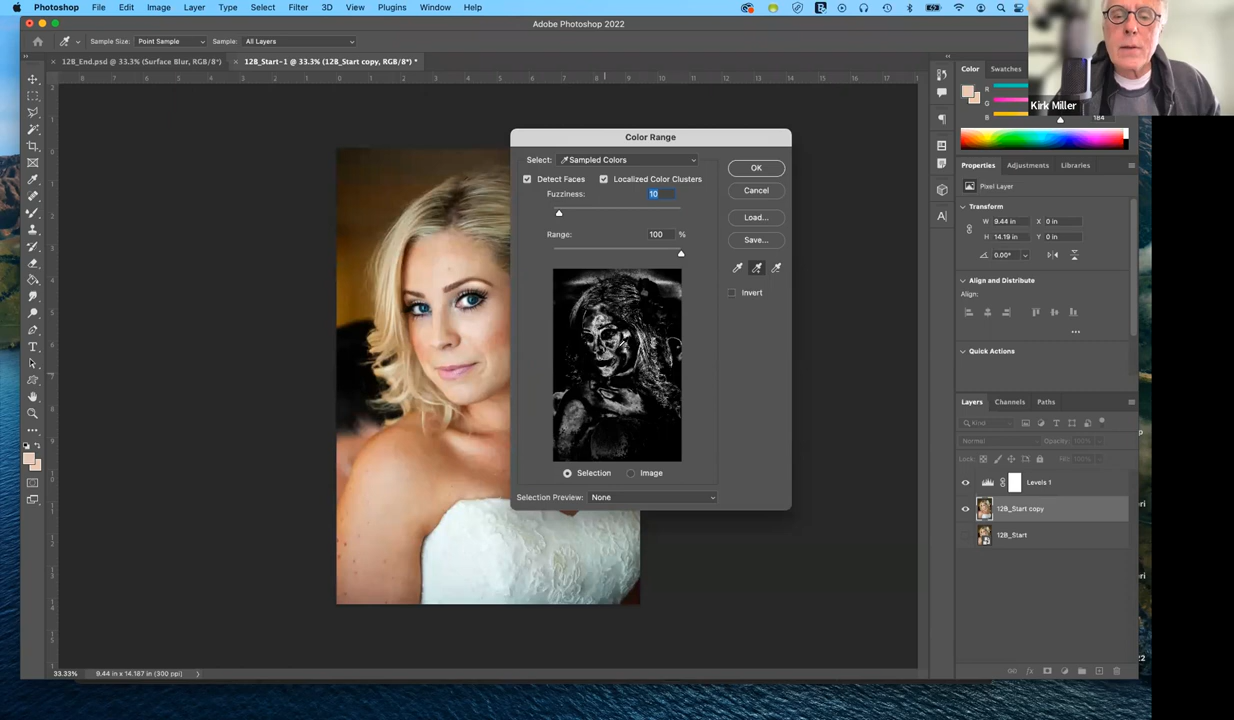 Photoshop File Edit Image Layer Type Select Filter 3D View Plugins Window Help
Adobe Photoshop 2022
Sample Size: Point Sample Sample: All Layers
12B_End.psd @ 33.3% (Surface Blur, RGB/8*) 12B_Start-1 @ 33.3% (12B_Start copy, RGB/8*) *
Kirk Miller
Color Swatches
R
G
B 184
Color Range
Select: Sampled Colors
Detect Faces Localized Color Clusters
Fuzziness: 10
Range: 100 %
OK
Cancel
Load...
Save...
Invert
Selection Image
Selection Preview: None
Properties Adjustments Libraries
Pixel Layer
Transform
W 9.44 in X 0 in
H 14.19 in Y 0 in
0.00°
Align and Distribute
Align:
Quick Actions
Layers Channels Paths
Kind
Normal Opacity: 100%
Lock: Fill: 100%
Levels 1
12B_Start copy
12B_Start
33.33% 9.44 in x 14.187 in (300 ppi)